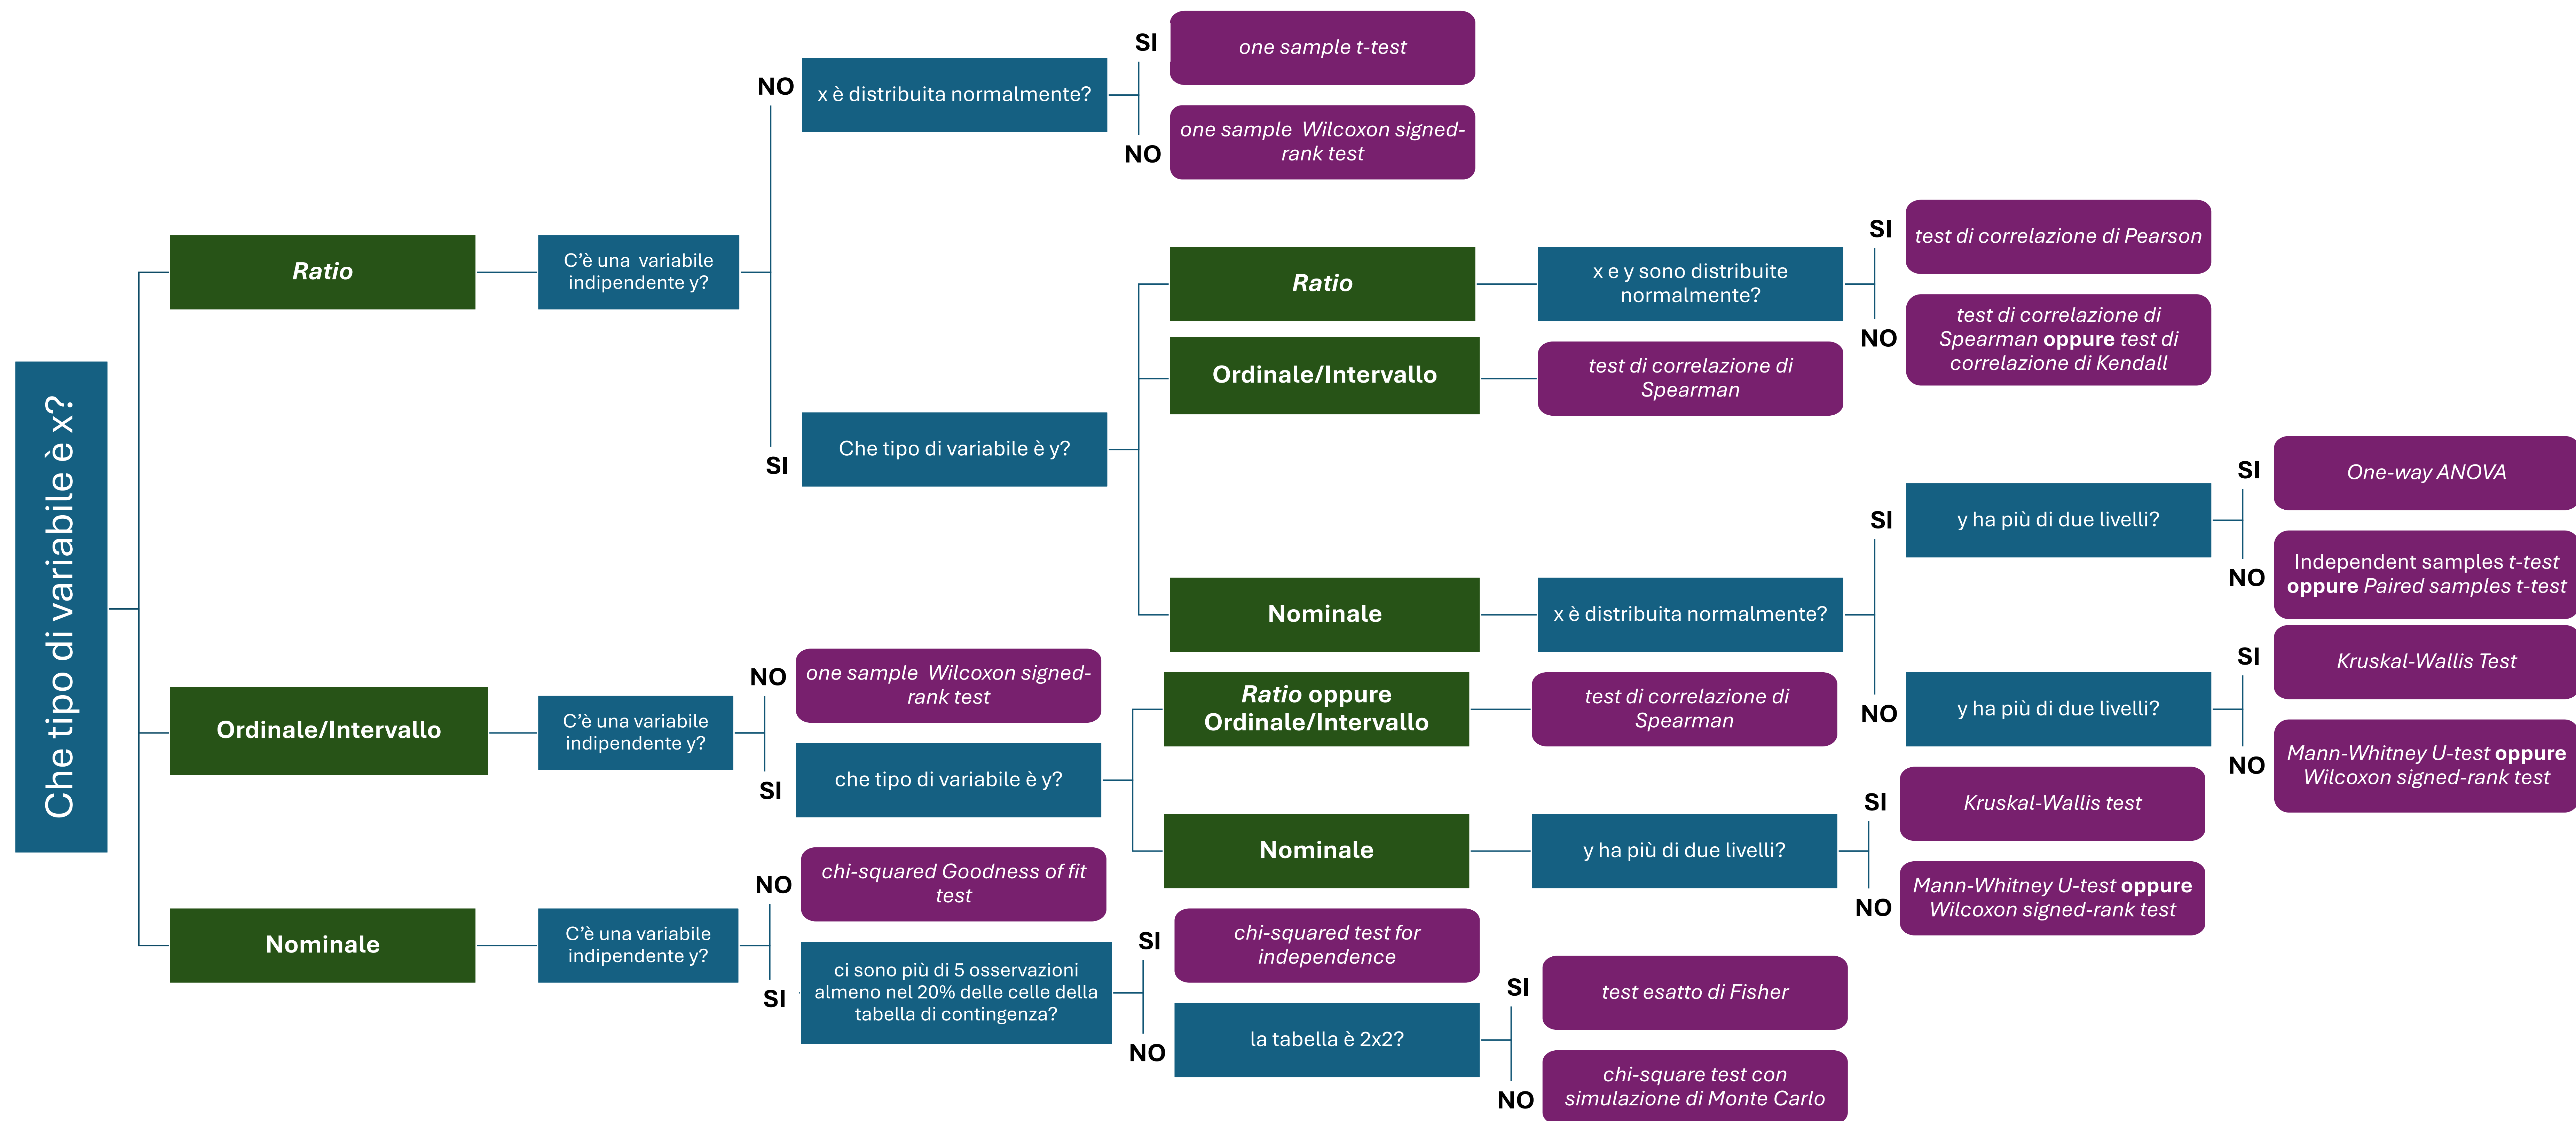 Che tipo di variabile è x?
Ratio
C’è una variabile
indipendente y?
NO
x è distribuita normalmente?
SI
one sample t-test
NO
one sample Wilcoxon signed-
rank test
SI
Che tipo di variabile è y?
Ratio
x e y sono distribuite
normalmente?
SI
test di correlazione di Pearson
NO
test di correlazione di
Spearman oppure test di
correlazione di Kendall
Ordinale/Intervallo
test di correlazione di
Spearman
Nominale
x è distribuita normalmente?
SI
y ha più di due livelli?
SI
One-way ANOVA
NO
Independent samples t-test
oppure Paired samples t-test
NO
y ha più di due livelli?
SI
Kruskal-Wallis Test
NO
Mann-Whitney U-test oppure
Wilcoxon signed-rank test
Ordinale/Intervallo
C’è una variabile
indipendente y?
NO
one sample Wilcoxon signed-
rank test
SI
che tipo di variabile è y?
Ratio oppure
Ordinale/Intervallo
test di correlazione di
Spearman
Nominale
y ha più di due livelli?
SI
Kruskal-Wallis test
NO
Mann-Whitney U-test oppure
Wilcoxon signed-rank test
Nominale
C’è una variabile
indipendente y?
NO
chi-squared Goodness of fit
test
SI
ci sono più di 5 osservazioni
almeno nel 20% delle celle della
tabella di contingenza?
SI
chi-squared test for
independence
NO
la tabella è 2x2?
SI
test esatto di Fisher
NO
chi-square test con
simulazione di Monte Carlo